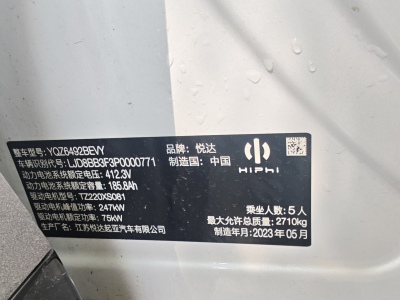 整车型号: YQZ6492BEVY 品牌: 悦达
车辆识别代号: LJD8BB3F3P0000771 制造国: 中国
HiPhi
动力电池系统额定电压: 412.3V
动力电池系统额定容量: 185.8Ah
驱动电机型号: TZ220XS081
驱动电机峰值功率: 247kW
驱动电机额定功率: 75kW
生产厂名: 江苏悦达起亚汽车有限公司
乘坐人数: 5人
最大允许总质量: 2710kg
制造年月: 2023年05月